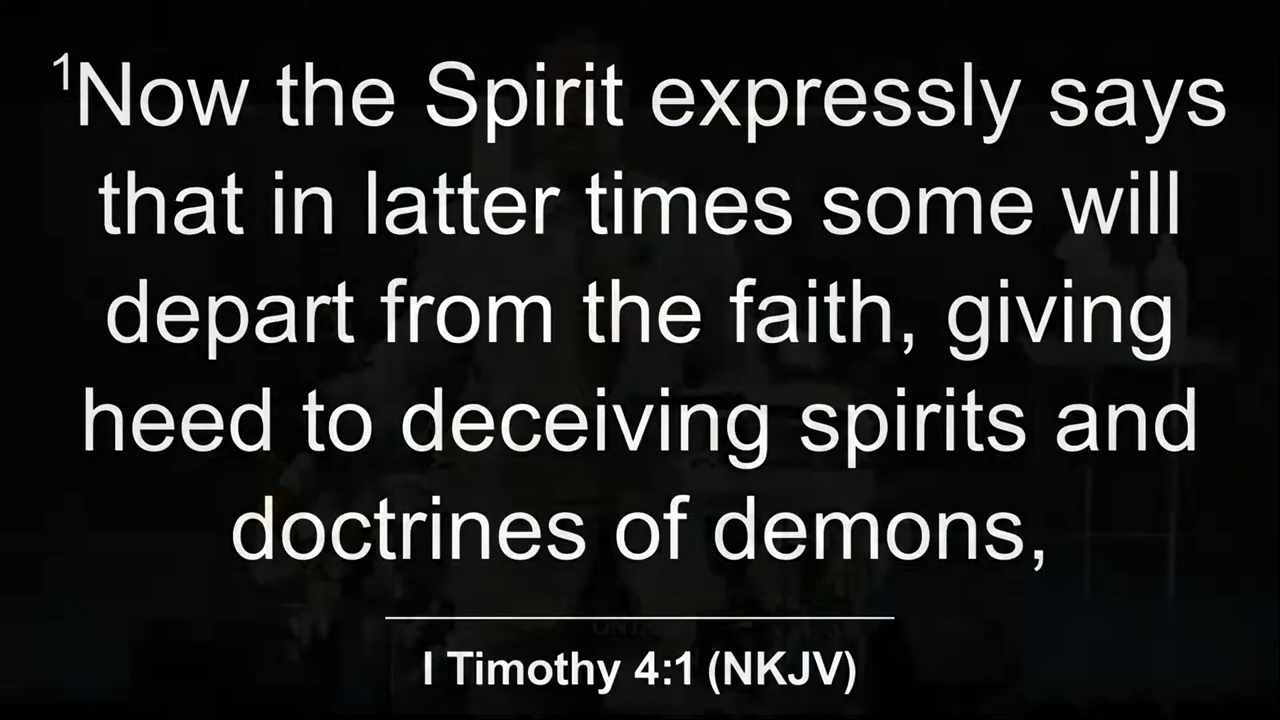 ¹Now the Spirit expressly says
that in latter times some will
depart from the faith, giving
heed to deceiving spirits and
doctrines of demons,
I Timothy 4:1 (NKJV)